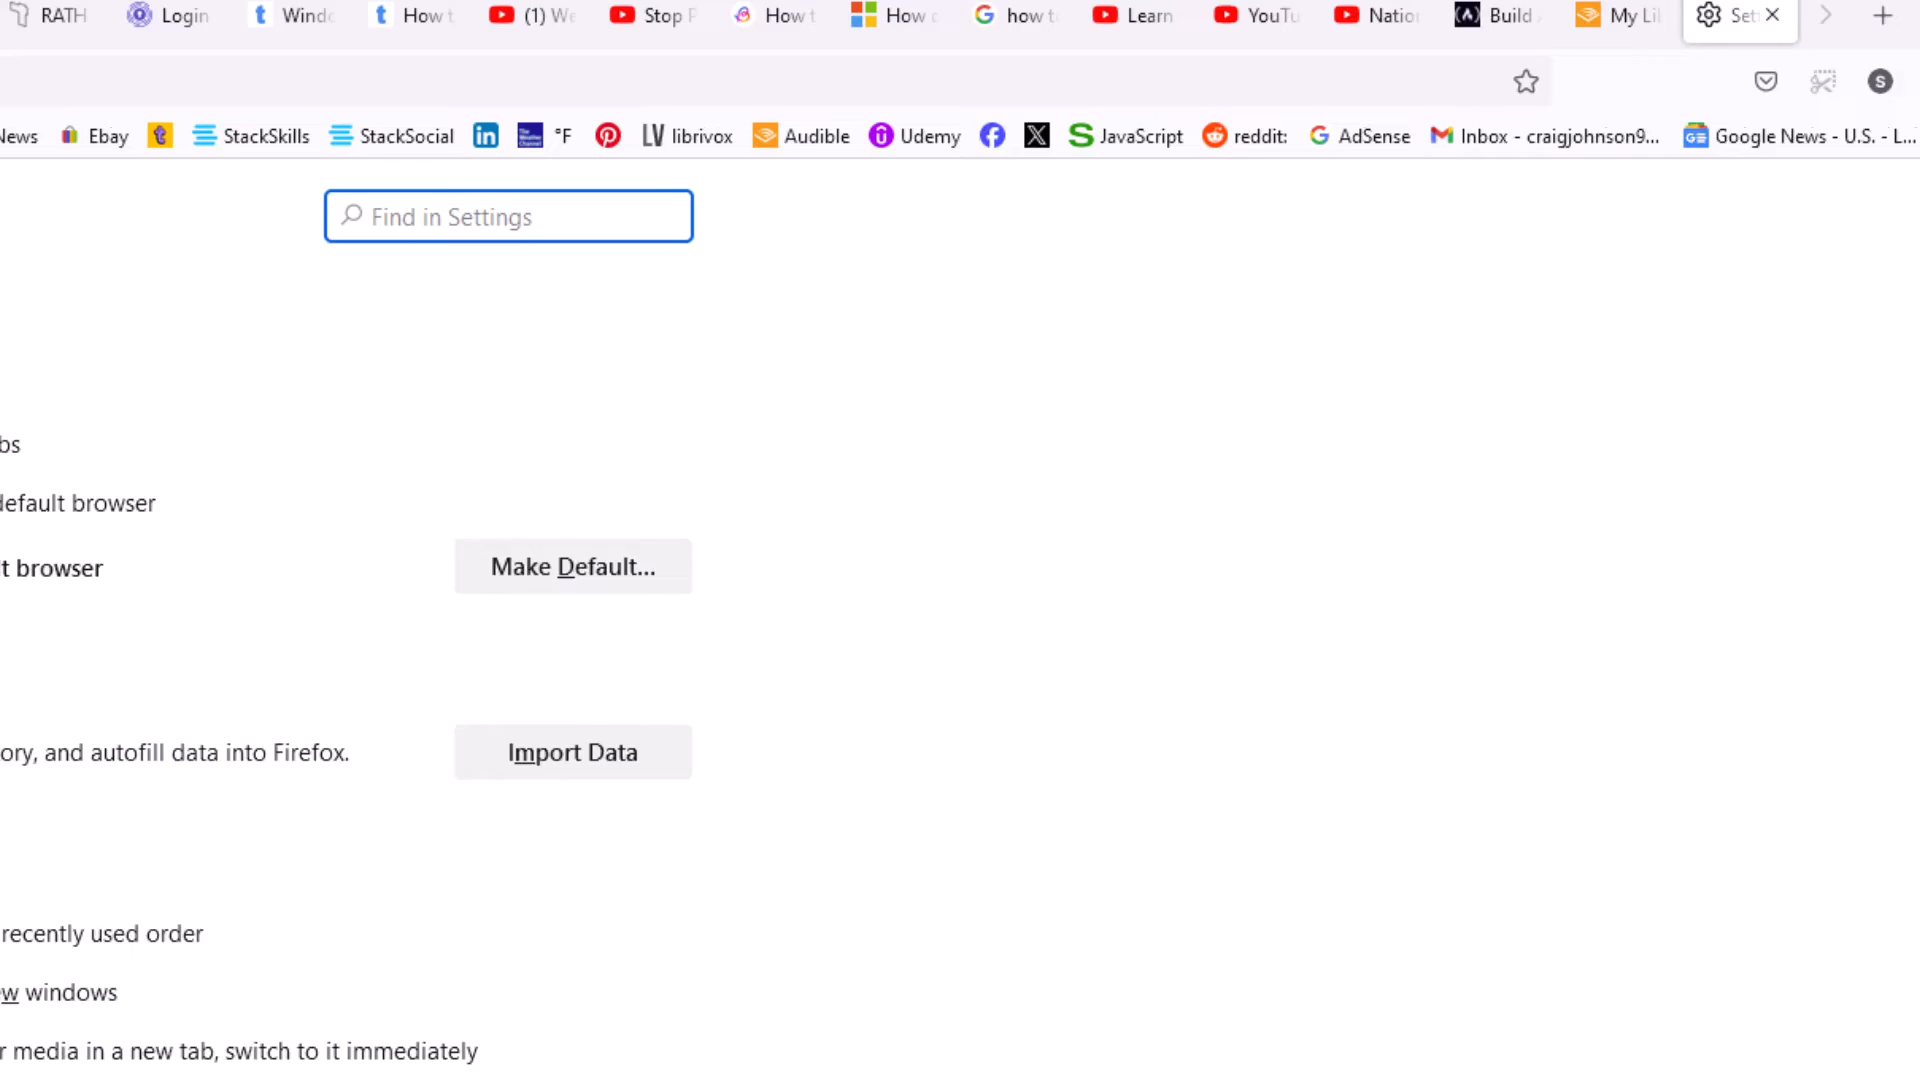 RATH Login Wind How t (1) We Stop How t How how t Learn YouTu Natio Build My Li Set
S
News Ebay StackSkills StackSocial °F librivox Audible Udemy JavaScript reddit: AdSense Inbox - craigjohnson9... Google News - U.S. - L...
Find in Settings
bs
default browser
t browser Make Default...
ory, and autofill data into Firefox. Import Data
recently used order
ew windows
r media in a new tab, switch to it immediately